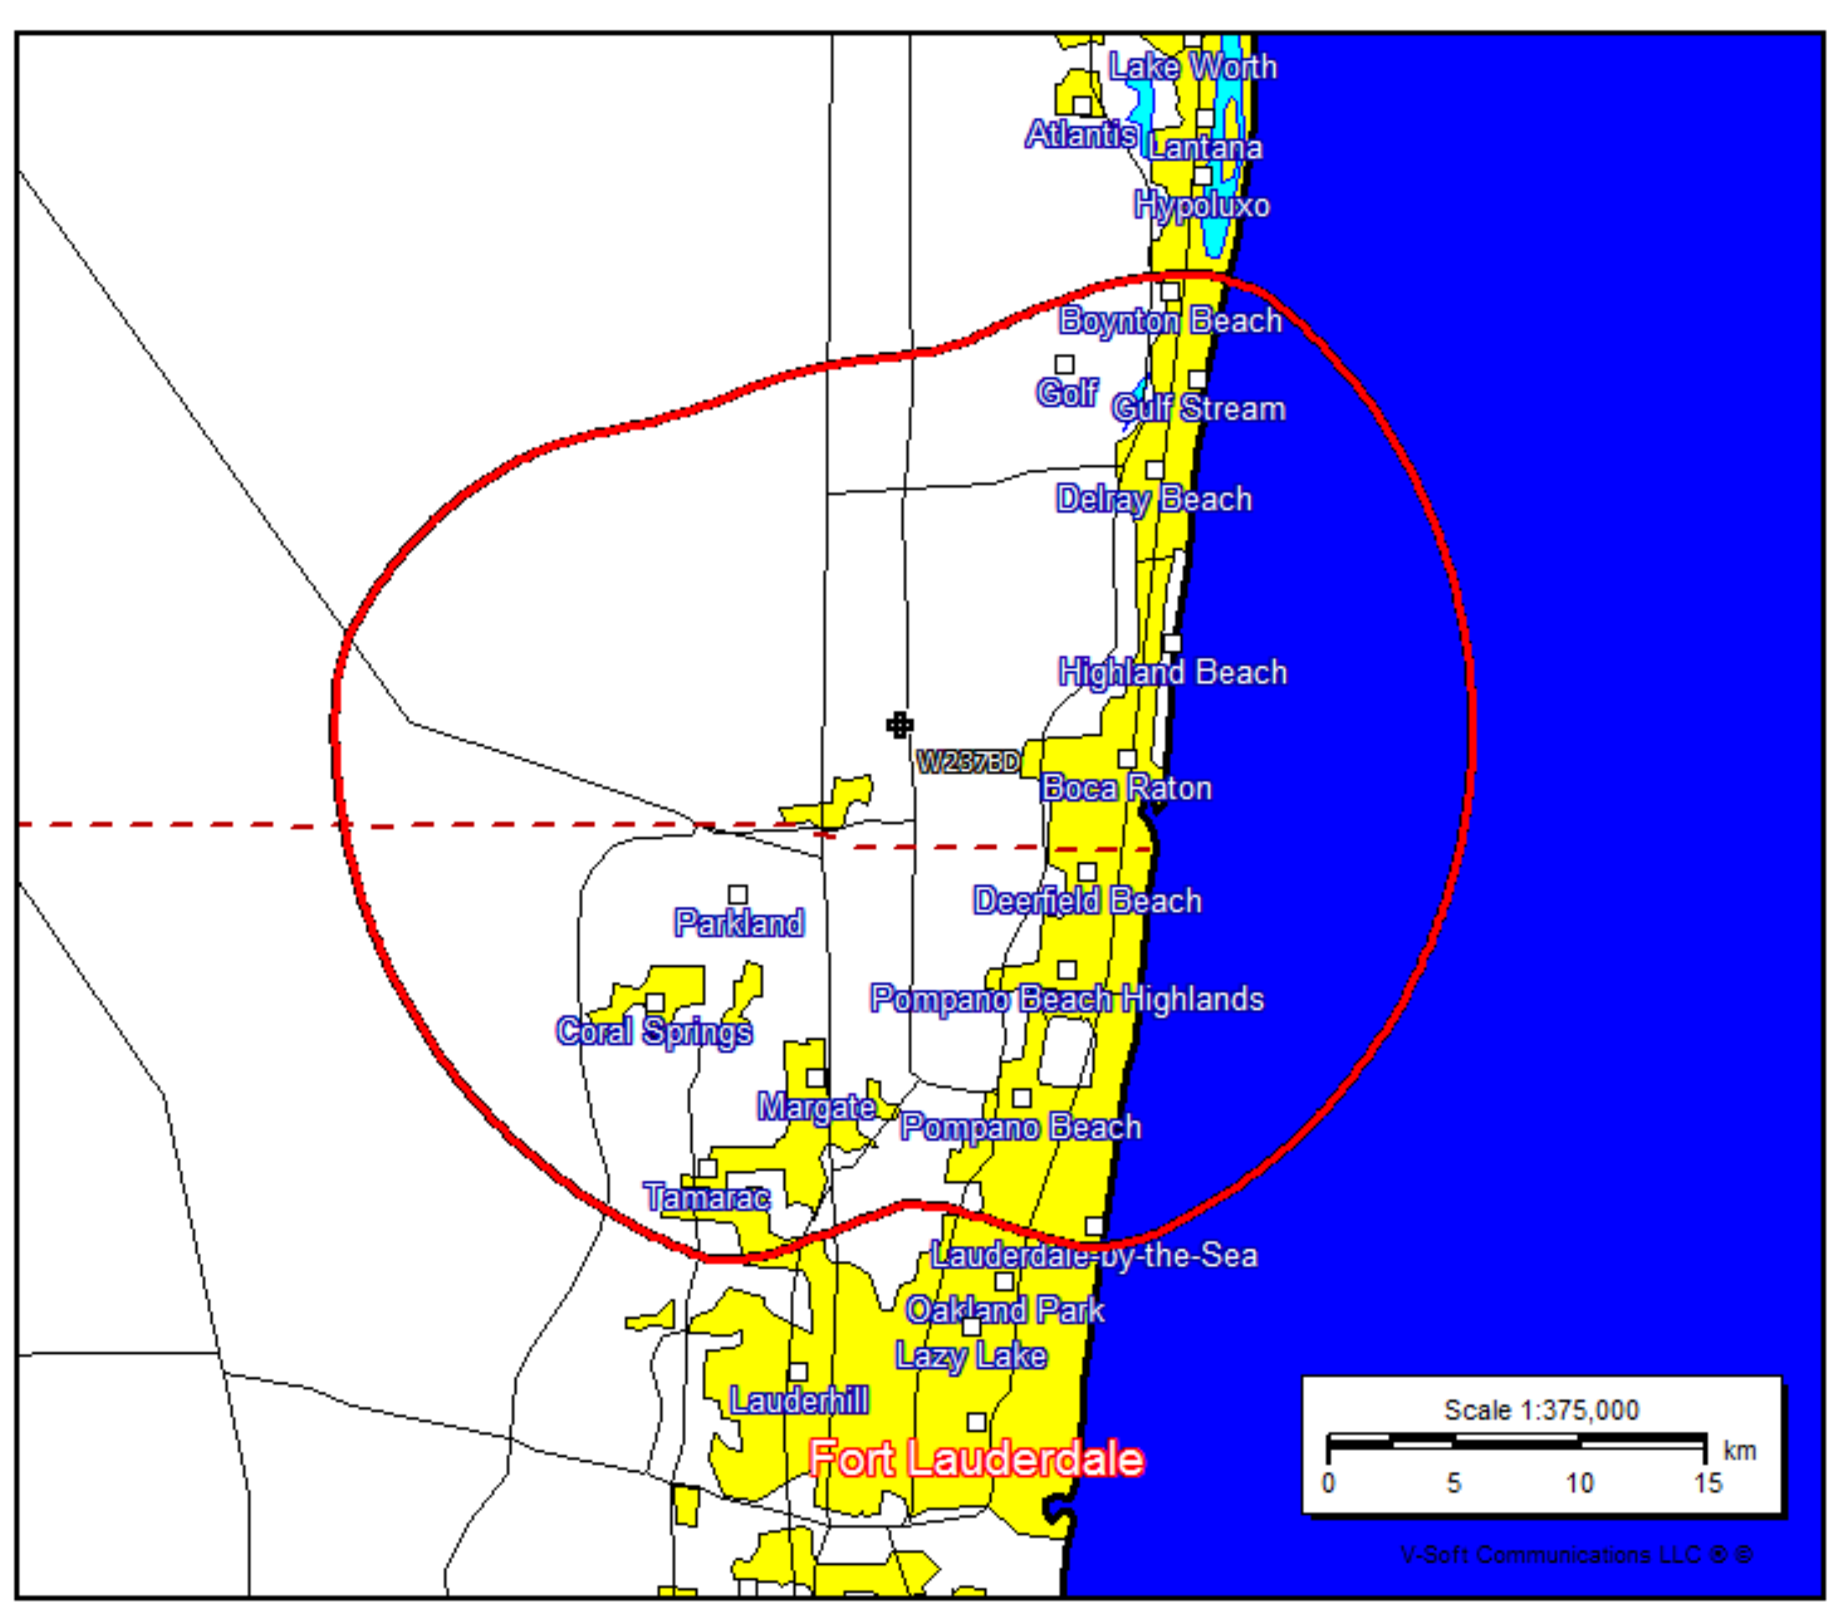 Lake Worth
Atlantis
Lantana
Hypoluxo
Boynton Beach
Golf
Gulf Stream
Delray Beach
Highland Beach
W237BD
Boca Raton
Deerfield Beach
Parkland
Pompano Beach Highlands
Coral Springs
Margate
Pompano Beach
Tamarac
Lauderdale-by-the-Sea
Oakland Park
Lazy Lake
Lauderhill
Fort Lauderdale
Scale 1:375,000
km
0 5 10 15
V-Soft Communications LLC ® ©